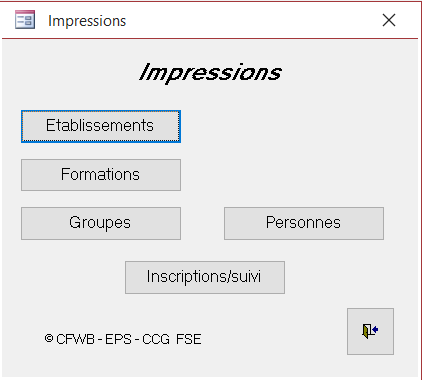 Impressions
Impressions
Etablissements
Formations
Groupes
Personnes
Inscriptions/suivi
© CFWB - EPS - CCG FSE